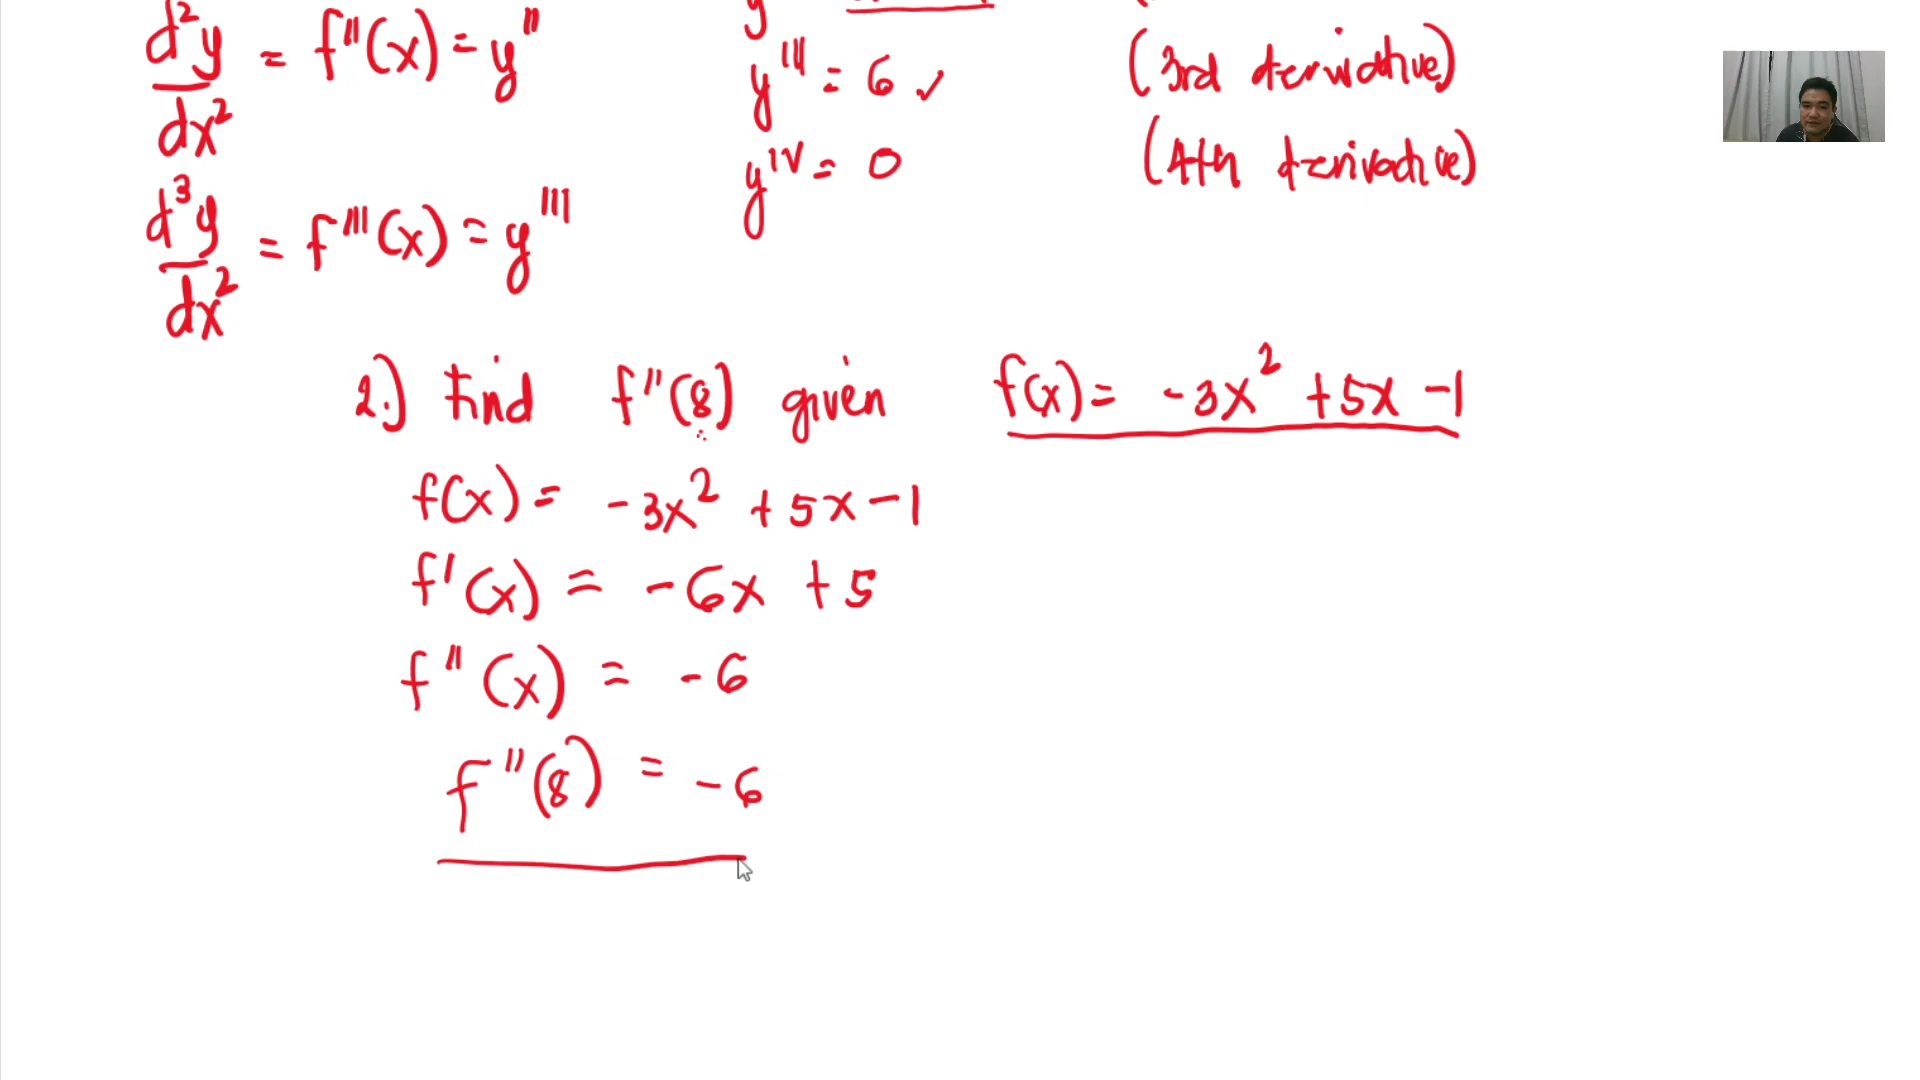 d²y/dx² = f''(x) = y''
y''' = 6 ✓ (3rd derivative)
y^IV = 0 (4th derivative)
d³y/dx² = f'''(x) = y'''
2.) Find f''(8) given f(x) = -3x² + 5x - 1
f(x) = -3x² + 5x - 1
f'(x) = -6x + 5
f''(x) = -6
f''(8) = -6